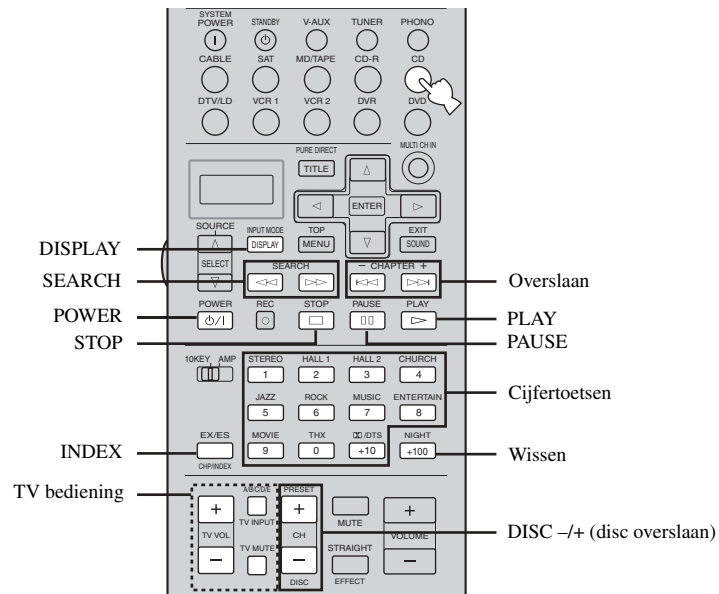 SYSTEM POWER STANDBY V-AUX TUNER PHONO
CABLE SAT MD/TAPE CD-R CD
DTV/LD VCR 1 VCR 2 DVR DVD
PURE DIRECT MULTI CH IN
TITLE
ENTER
SOURCE INPUT MODE TOP EXIT
DISPLAY DISPLAY MENU SOUND
SELECT SEARCH – CHAPTER +
SEARCH Overslaan
POWER REC STOP PAUSE PLAY
POWER PLAY
STOP PAUSE
10KEY AMP STEREO HALL 1 HALL 2 CHURCH
1 2 3 4
Cijfertoetsen
JAZZ ROCK MUSIC ENTERTAIN
5 6 7 8
EX/ES MOVIE THX /DTS NIGHT
INDEX 9 0 +10 +100 Wissen
CHP/INDEX
TV bediening A/B/C/D/E PRESET
+ TV INPUT + MUTE +
TV VOL CH VOLUME
DISC –/+ (disc overslaan)
– TV MUTE – STRAIGHT –
DISC EFFECT